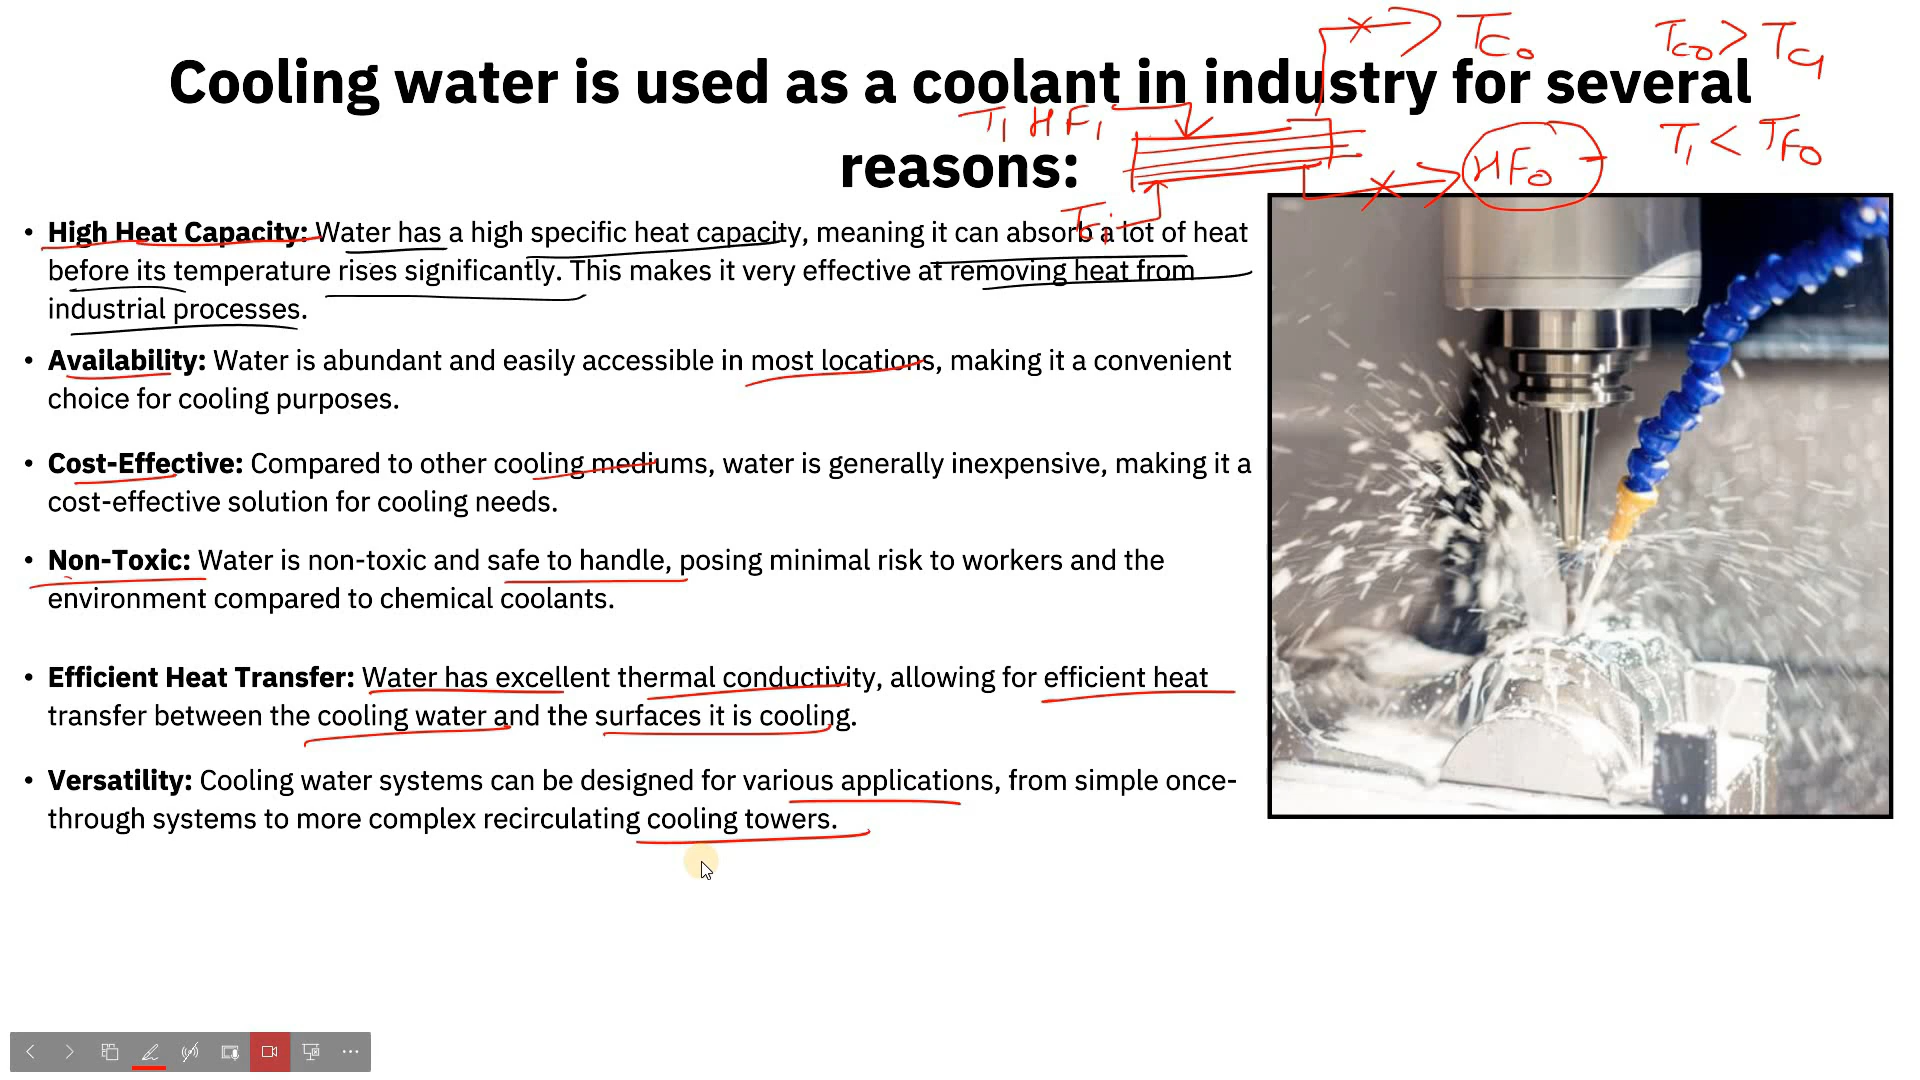 Cooling water is used as a coolant in industry for several
reasons:
TCo
TCo > TCi
T1 HFi
HFo
T1 < TFo
• High Heat Capacity: Water has a high specific heat capacity, meaning it can absorb a lot of heat
before its temperature rises significantly. This makes it very effective at removing heat from
industrial processes.
• Availability: Water is abundant and easily accessible in most locations, making it a convenient
choice for cooling purposes.
• Cost-Effective: Compared to other cooling mediums, water is generally inexpensive, making it a
cost-effective solution for cooling needs.
• Non-Toxic: Water is non-toxic and safe to handle, posing minimal risk to workers and the
environment compared to chemical coolants.
• Efficient Heat Transfer: Water has excellent thermal conductivity, allowing for efficient heat
transfer between the cooling water and the surfaces it is cooling.
• Versatility: Cooling water systems can be designed for various applications, from simple once-
through systems to more complex recirculating cooling towers.